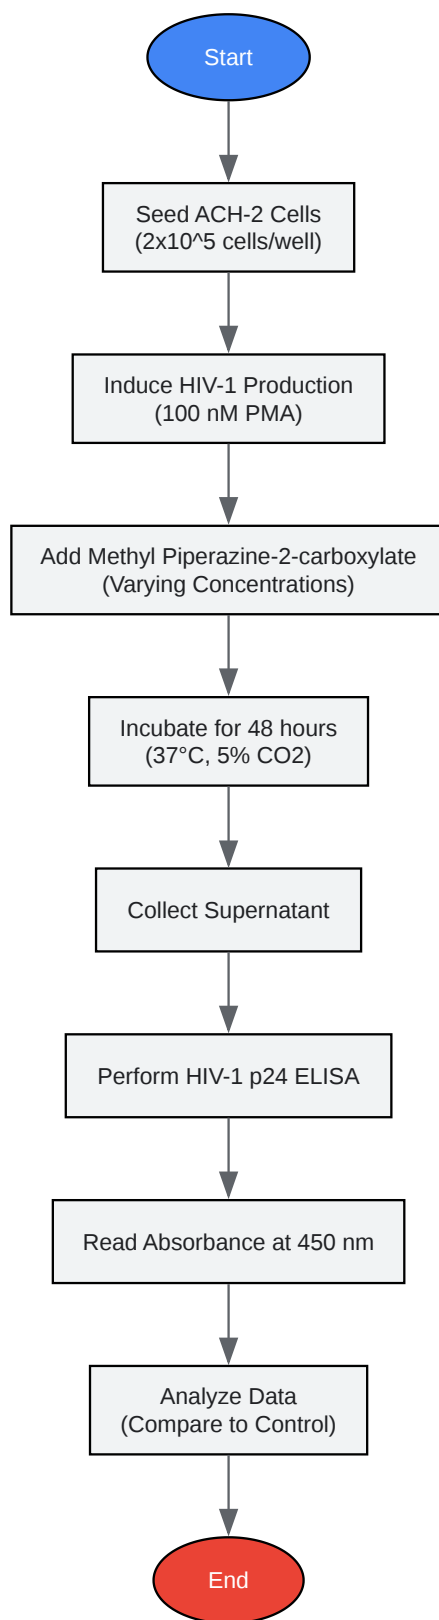 Start
Seed ACH-2 Cells
(2x10^5 cells/well)
Induce HIV-1 Production
(100 nM PMA)
Add Methyl Piperazine-2-carboxylate
(Varying Concentrations)
Incubate for 48 hours
(37°C, 5% CO2)
Collect Supernatant
Perform HIV-1 p24 ELISA
Read Absorbance at 450 nm
Analyze Data
(Compare to Control)
End